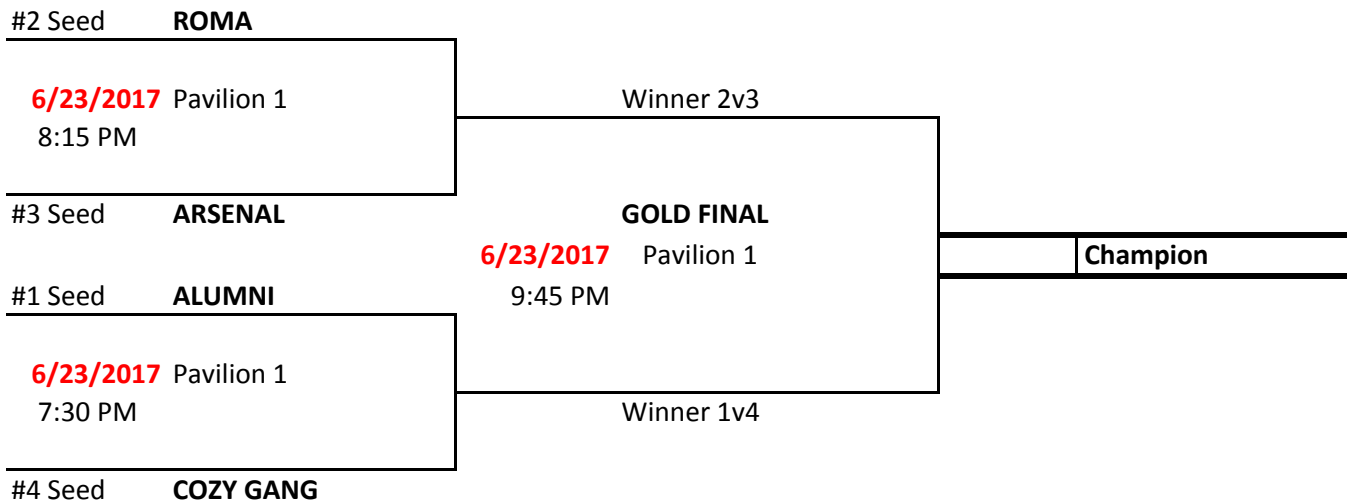 #2 Seed ROMA
6/23/2017 Pavilion 1
8:15 PM
Winner 2v3
#3 Seed ARSENAL
GOLD FINAL
6/23/2017 Pavilion 1
9:45 PM
Champion
#1 Seed ALUMNI
6/23/2017 Pavilion 1
7:30 PM
Winner 1v4
#4 Seed COZY GANG